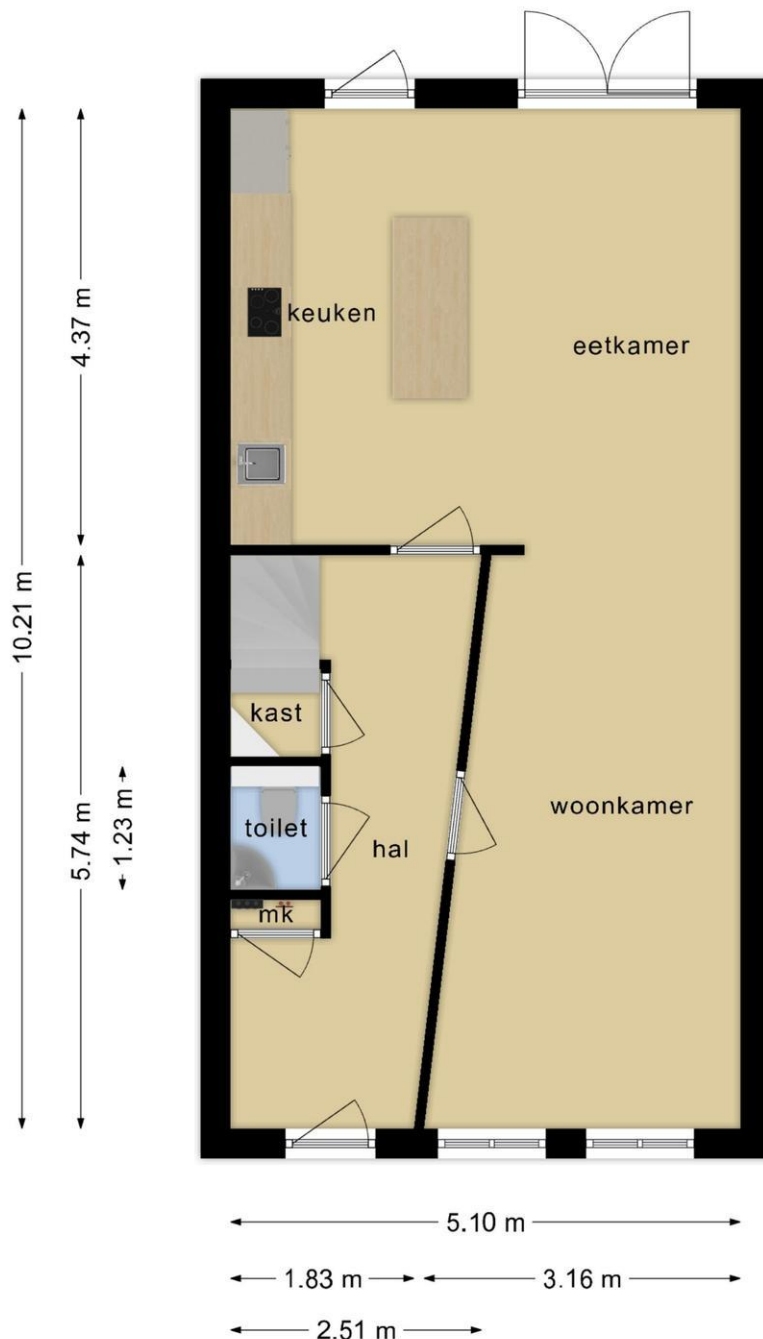 keuken
eetkamer
4.37 m
10.21 m
kast
5.74 m
1.23 m
toilet
hal
woonkamer
mk
5.10 m
1.83 m
3.16 m
2.51 m